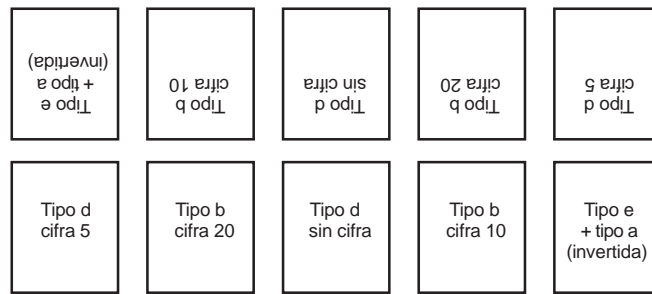 Tipo e
+ tipo a
(invertida)
Tipo b
cifra 10
Tipo d
sin cifra
Tipo b
cifra 20
Tipo d
cifra 5
Tipo d
cifra 5
Tipo b
cifra 20
Tipo d
sin cifra
Tipo b
cifra 10
Tipo e
+ tipo a
(invertida)